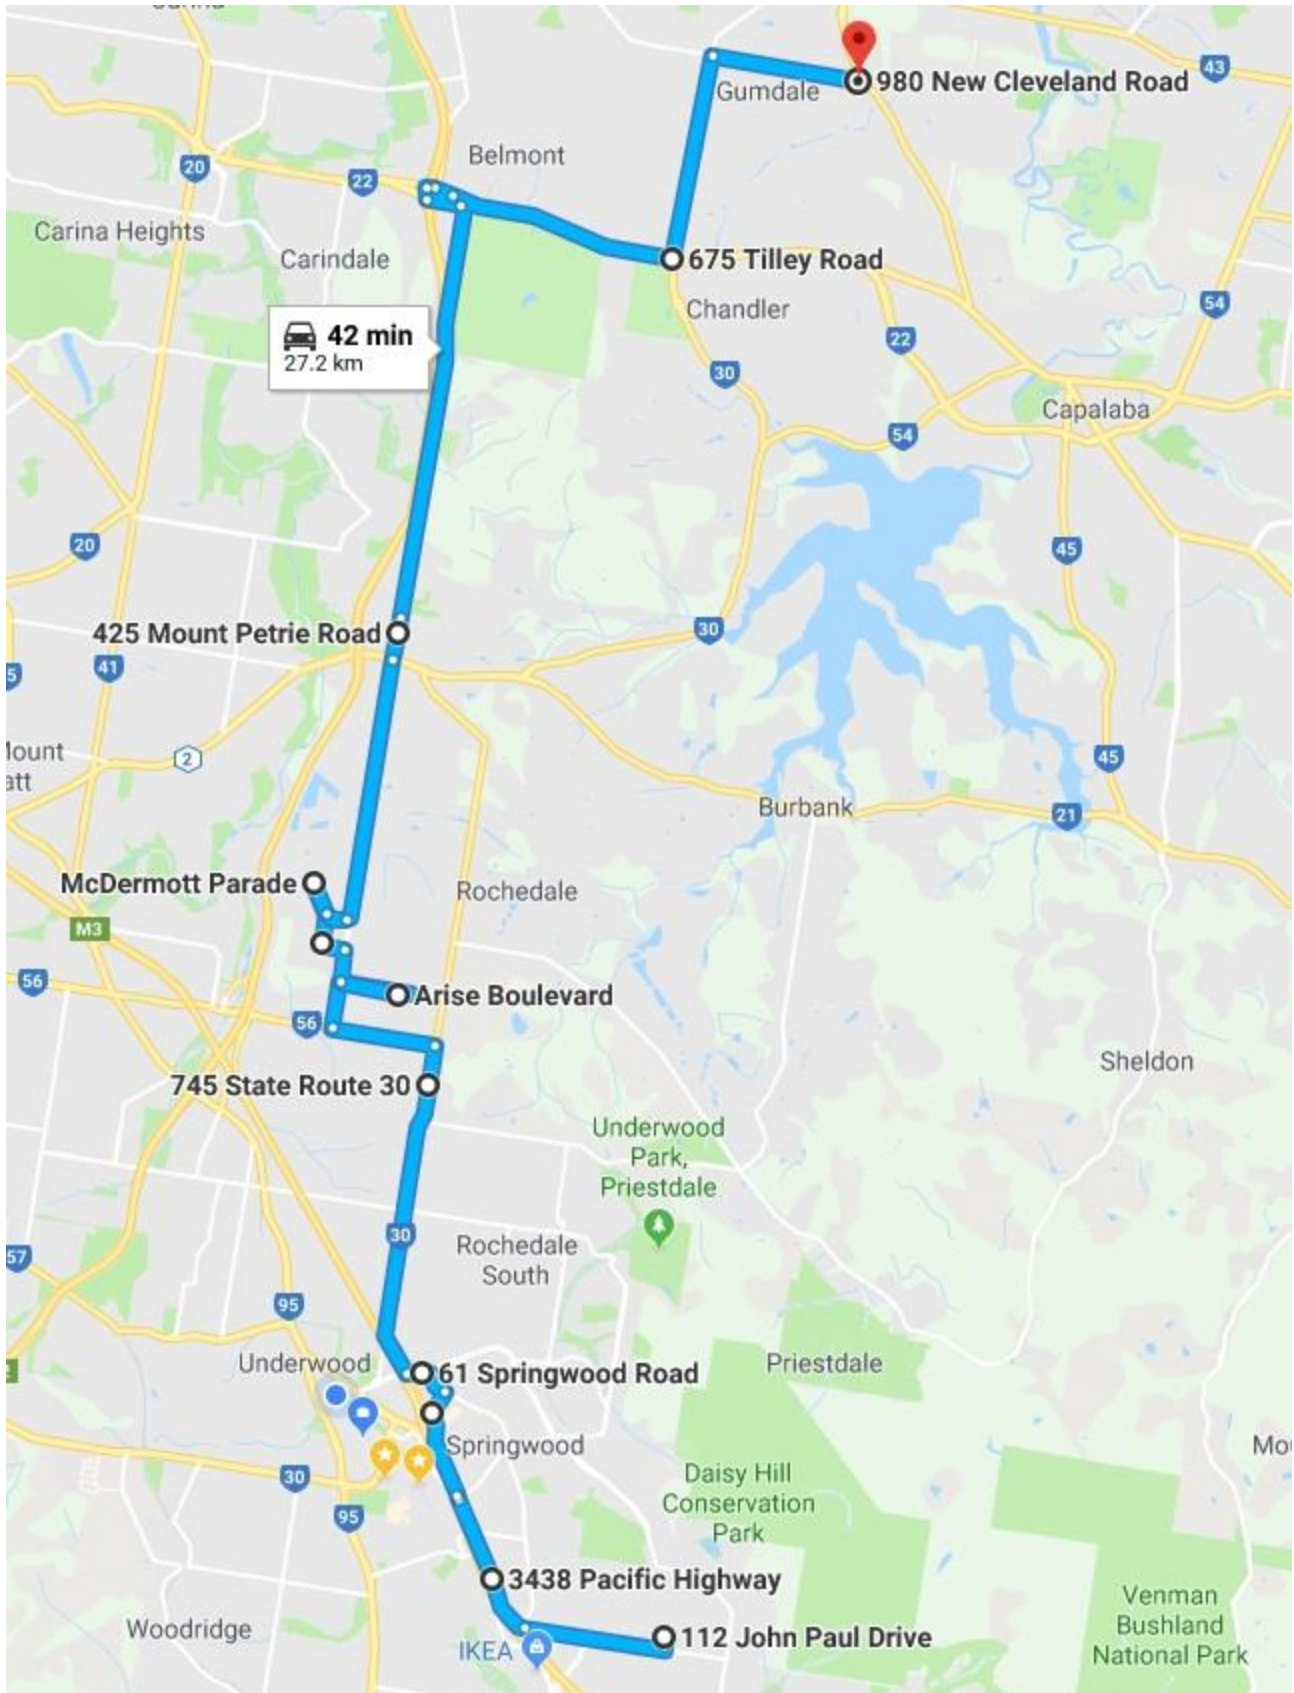 43
Gumdale
980 New Cleveland Road
Belmont
20
22
Carina Heights
Carindale
675 Tilley Road
Chandler
54
42 min
27.2 km
22
30
Capalaba
54
20
45
425 Mount Petrie Road
30
41
5
2
Mount
att
45
Burbank
21
McDermott Parade
Rochedale
M3
56
Arise Boulevard
56
745 State Route 30
Sheldon
Underwood
Park,
Priestdale
30
Rochedale
South
57
95
Underwood
61 Springwood Road
Priestdale
Springwood
Mou
30
Daisy Hill
Conservation
Park
95
3438 Pacific Highway
Woodridge
IKEA
112 John Paul Drive
Venman
Bushland
National Park